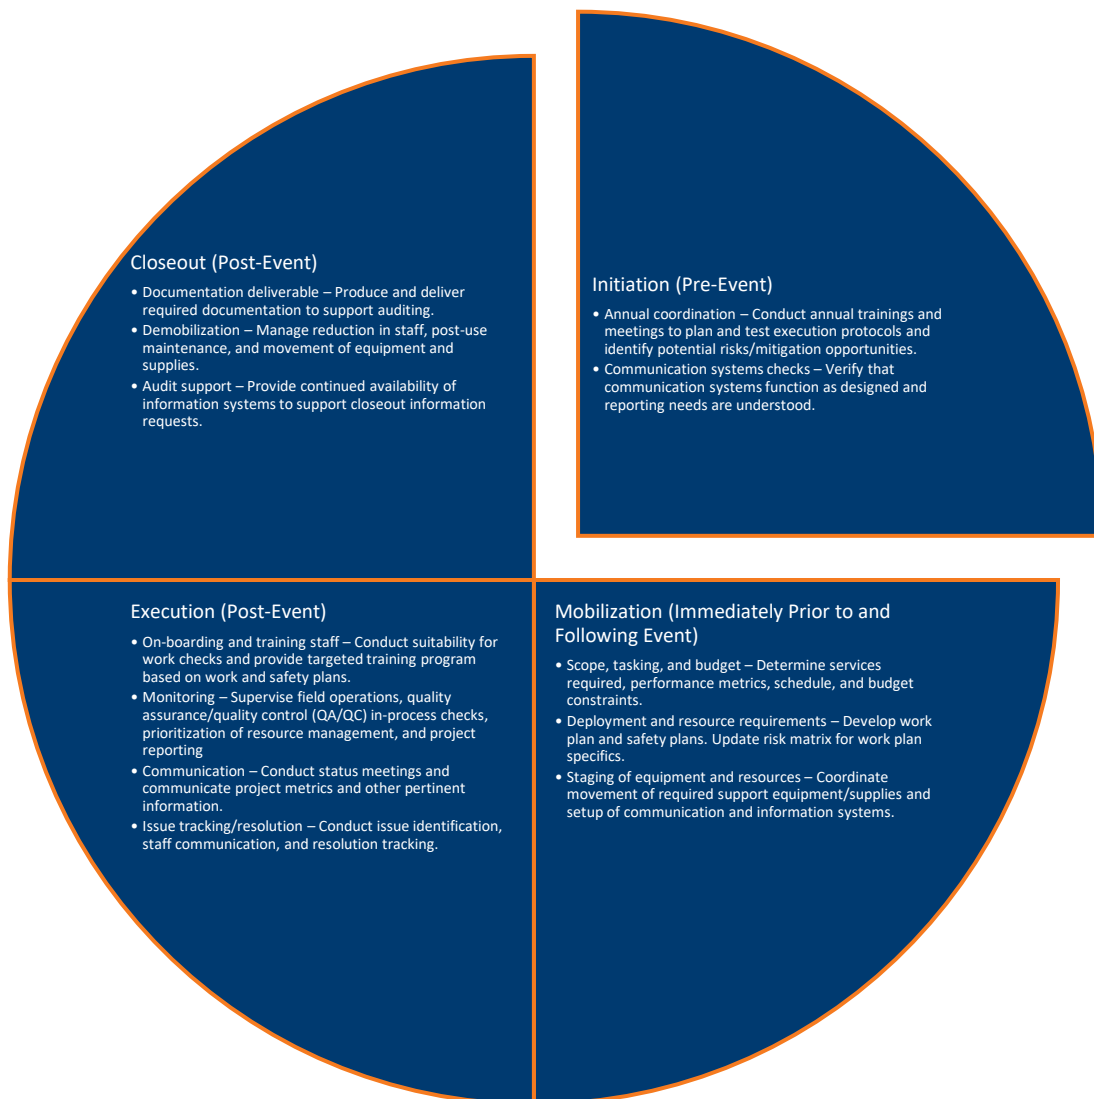 Closeout (Post-Event)
• Documentation deliverable – Produce and deliver
required documentation to support auditing.
• Demobilization – Manage reduction in staff, post-use
maintenance, and movement of equipment and
supplies.
• Audit support – Provide continued availability of
information systems to support closeout information
requests.
Initiation (Pre-Event)
• Annual coordination – Conduct annual trainings and
meetings to plan and test execution protocols and
identify potential risks/mitigation opportunities.
• Communication systems checks – Verify that
communication systems function as designed and
reporting needs are understood.
Execution (Post-Event)
• On-boarding and training staff – Conduct suitability for
work checks and provide targeted training program
based on work and safety plans.
• Monitoring – Supervise field operations, quality
assurance/quality control (QA/QC) in-process checks,
prioritization of resource management, and project
reporting
• Communication – Conduct status meetings and
communicate project metrics and other pertinent
information.
• Issue tracking/resolution – Conduct issue identification,
staff communication, and resolution tracking.
Mobilization (Immediately Prior to and
Following Event)
• Scope, tasking, and budget – Determine services
required, performance metrics, schedule, and budget
constraints.
• Deployment and resource requirements – Develop work
plan and safety plans. Update risk matrix for work plan
specifics.
• Staging of equipment and resources – Coordinate
movement of required support equipment/supplies and
setup of communication and information systems.